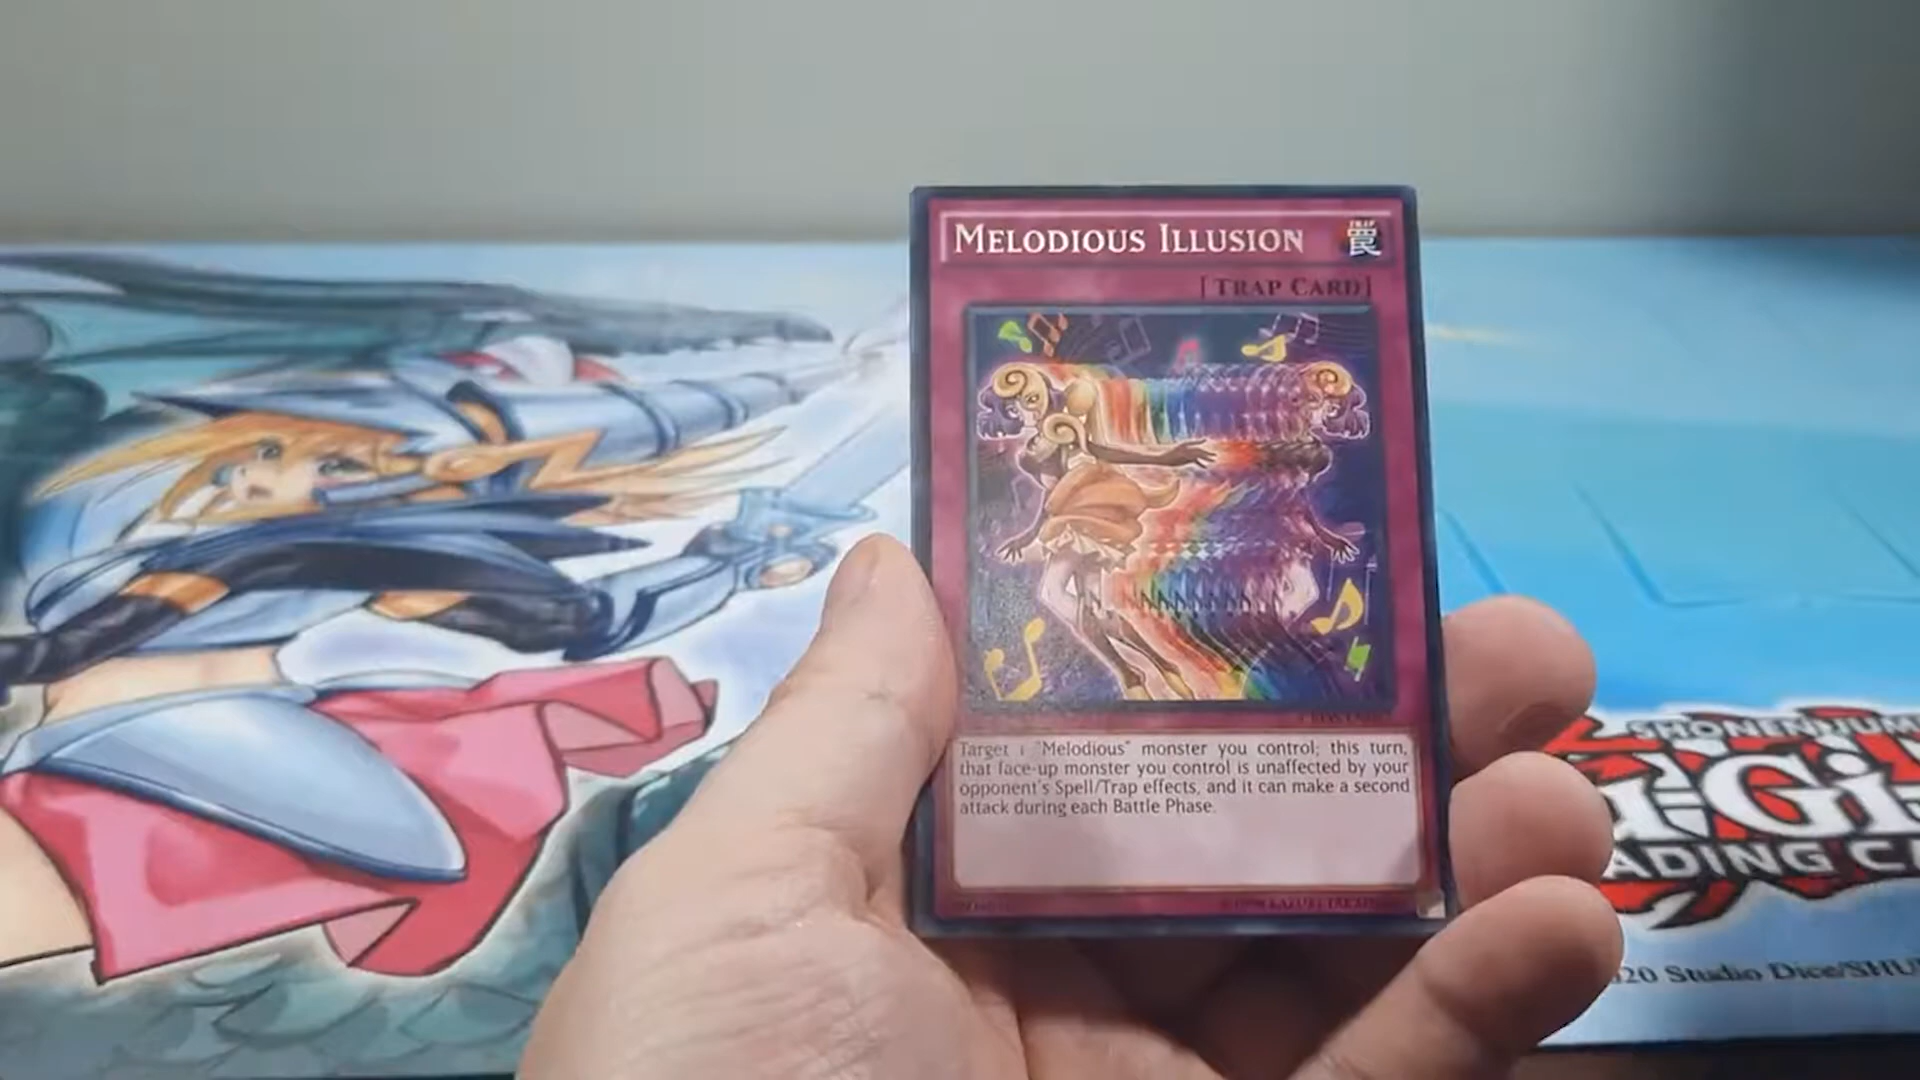 MELODIOUS ILLUSION
TRAP
罠
[TRAP CARD]
Target 1 "Melodious" monster you control; this turn,
that face-up monster you control is unaffected by your
opponent's Spell/Trap effects, and it can make a second
attack during each Battle Phase.
SHONEN JUMP
-Gi-
ADING CA
20 Studio Dice/SHU